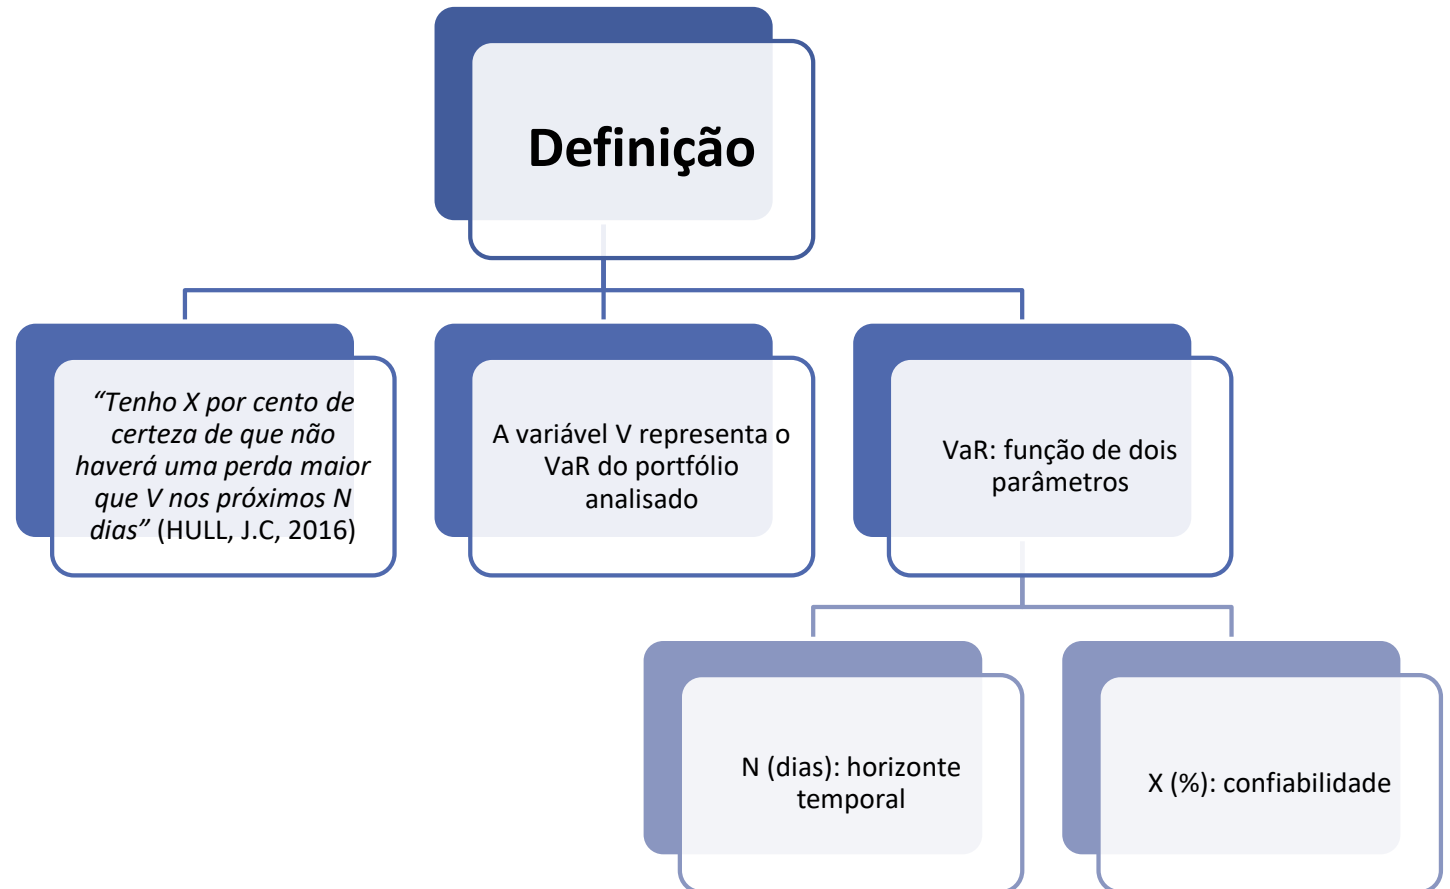 Definição
“Tenho X por cento de
certeza de que não
haverá uma perda maior
que V nos próximos N
dias” (HULL, J.C, 2016)
A variável V representa o
VaR do portfólio
analisado
VaR: função de dois
parâmetros
N (dias): horizonte
temporal
X (%): confiabilidade